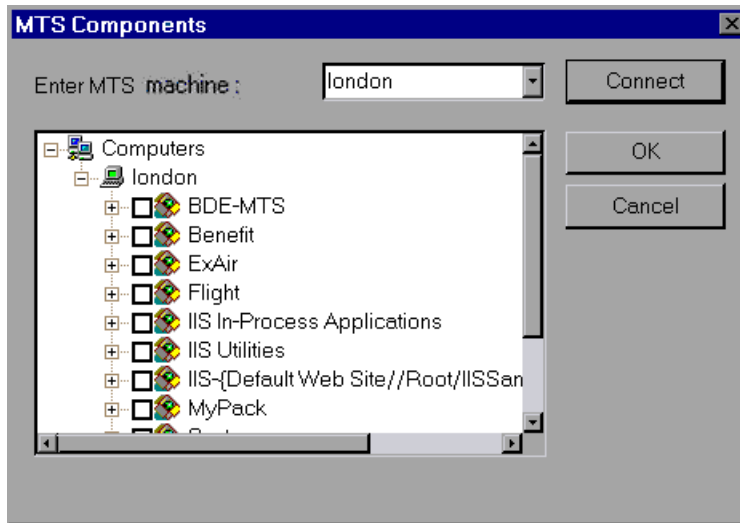 MTS Components
Enter MTS machine :
london
Connect
OK
Cancel
Computers
london
BDE-MTS
Benefit
ExAir
Flight
IIS In-Process Applications
IIS Utilities
IIS-{Default Web Site//Root/IISSan
MyPack